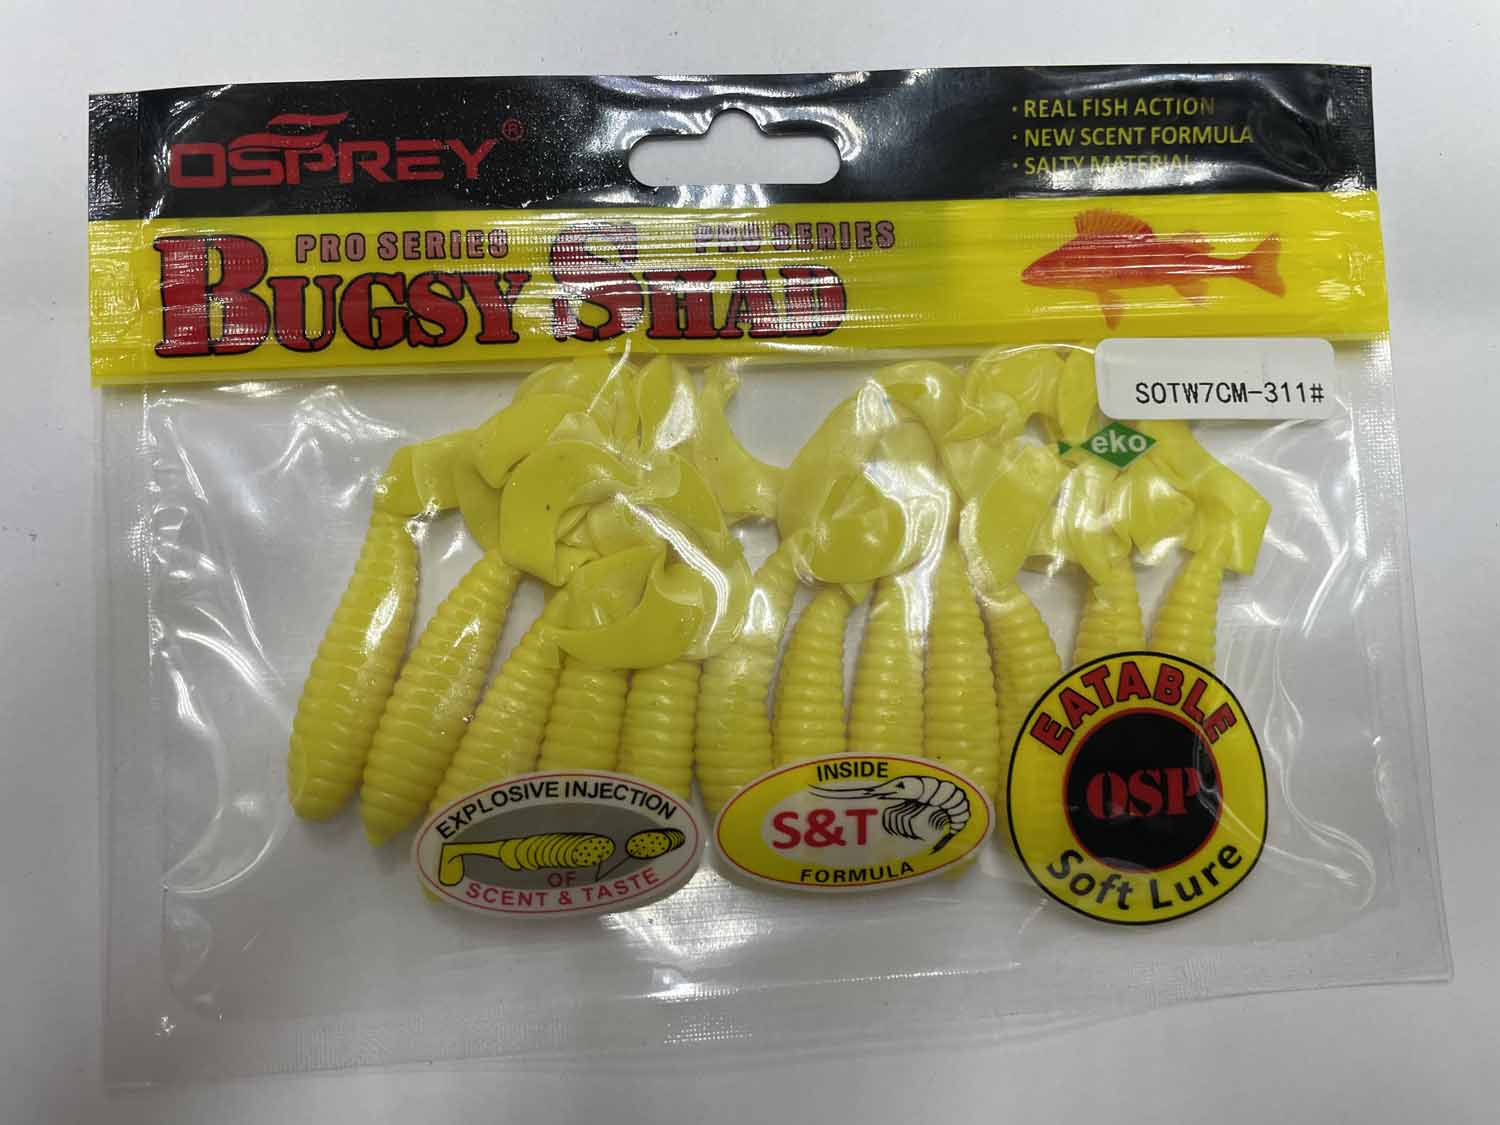 OSPREY®
· REAL FISH ACTION
· NEW SCENT FORMULA
· SALTY MATERIAL
PRO SERIES PRO SERIES
BUGSY SHAD
SOTW7CM-311#
eko
EXPLOSIVE INJECTION
OF
SCENT & TASTE
INSIDE
S&T
FORMULA
EATABLE
OSP
Soft Lure